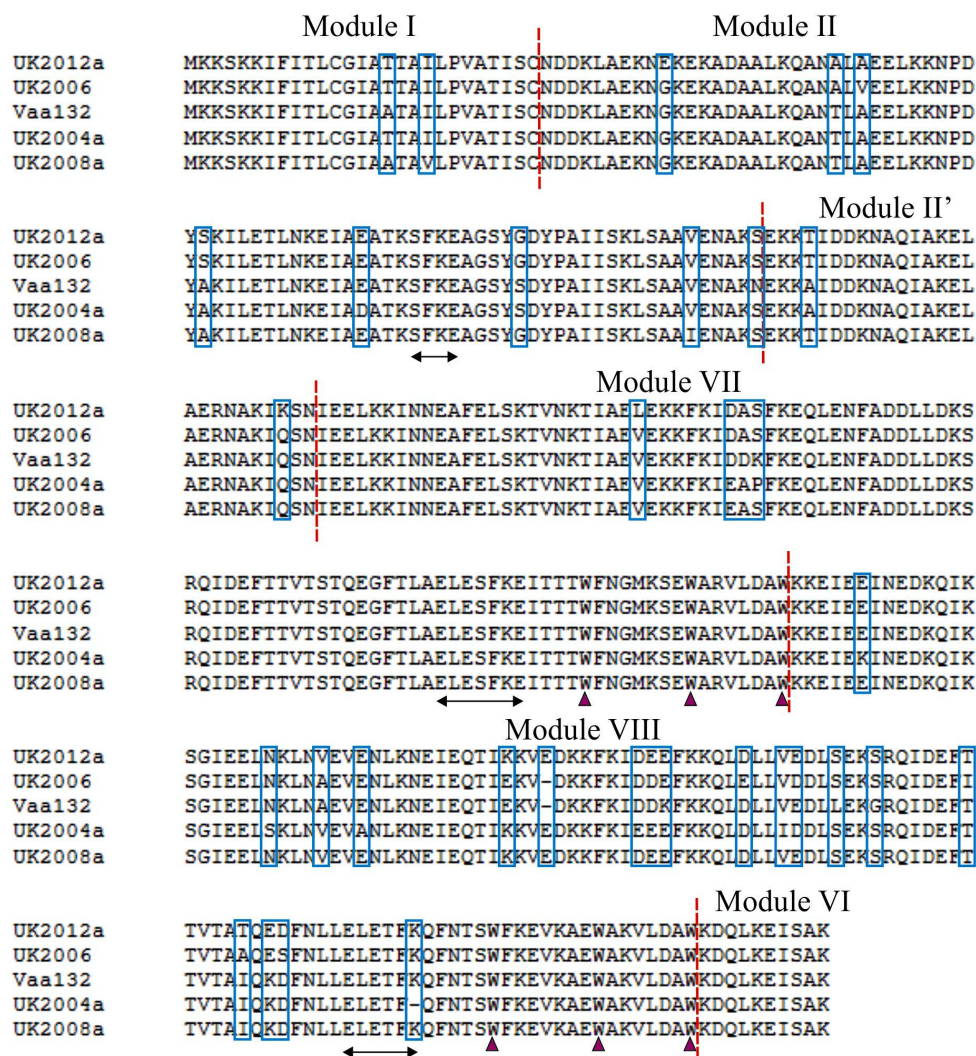 Module I Module II
UK2012a MKKSKKIFITLCGIATTAILPVATISCNDDKLAEKNEKEKADAALKQANALAEELKKNPD
UK2006 MKKSKKIFITLCGIATTAILPVATISCNDDKLAEKNGKEKADAALKQANALVEELKKNPD
Vaa132 MKKSKKIFITLCGIAATAILPVATISCNDDKLAEKNGKEKADAALKQANTLAEELKKNPD
UK2004a MKKSKKIFITLCGIAATAILPVATISCNDDKLAEKNGKEKADAALKQANTLAEELKKNPD
UK2008a MKKSKKIFITLCGIAATAVLPVATISCNDDKLAEKNGKEKADAALKQANTLAEELKKNPD
Module II’
UK2012a YSKILETLNKEIAEATKSFKEAGSYGDYPAIISKLSAAVENAKSEKKTIDDKNAQIAKEL
UK2006 YSKILETLNKEIAEATKSFKEAGSYGDYPAIISKLSAAVENAKSEKKTIDDKNAQIAKEL
Vaa132 YAKILETLNKEIAEATKSFKEAGSYSDYPAIISKLSAAVENAKNEKKAIDDKNAQIAKEL
UK2004a YAKILETLNKEIADATKSFKEAGSYSDYPAIISKLSAAIENAKSEKKAIDDKNAQIAKEL
UK2008a YAKILETLNKEIAEATKSFKEAGSYGDYPAIISKLSAAIENAKSEKKTIDDKNAQIAKEL
Module VII
UK2012a AERNAKIKSNIEELKKINNEAFELSKTVNKTIAELEKKFKIDASFKEQLENFADDLLDKS
UK2006 AERNAKIQSNIEELKKINNEAFELSKTVNKTIAEVEKKFKIDASFKEQLENFADDLLDKS
Vaa132 AERNAKIQSNIEELKKINNEAFELSKTVNKTIAEVEKKFKIDDKFKEQLENFADDLLDKS
UK2004a AERNAKIQSNIEELKKINNEAFELSKTVNKTIAEVEKKFKIEAPFKEQLENFADDLLDKS
UK2008a AERNAKIQSNIEELKKINNEAFELSKTVNKTIAEVEKKFKIEASFKEQLENFADDLLDKS
UK2012a RQIDEFTTVTSTQEGFTLAELESFKEITTTWFNGMKSEWARVLDAWKKEIEEINEDKQIK
UK2006 RQIDEFTTVTSTQEGFTLAELESFKEITTTWFNGMKSEWARVLDAWKKEIEEINEDKQIK
Vaa132 RQIDEFTTVTSTQEGFTLAELESFKEITTTWFNGMKSEWARVLDAWKKEIEEINEDKQIK
UK2004a RQIDEFTTVTSTQEGFTLAELESFKEITTTWFNGMKSEWARVLDAWKKEIEKINEDKQIK
UK2008a RQIDEFTTVTSTQEGFTLAELESFKEITTTWFNGMKSEWARVLDAWKKEIEEINEDKQIK
Module VIII
UK2012a SGIEELNKLNVEVENLKNEIEQTIKKVEDKKFKIDEEFKKQLDLLVEDLSEKSRQIDEFT
UK2006 SGIEELNKLNAEVENLKNEIEQTIEKV-DKKFKIDEEFKKQLELLVDDLSEKSRQIDEFT
Vaa132 SGIEELNKLNAEVENLKNEIEQTIEKV-DKKFKIDDKFKKQLDLLVEDLLEKGRQIDEFT
UK2004a SGIEELSKLNVEVANLKNEIEQTIKKVEDKKFKIEEEFKKQLDLLIDDLSEKSRQIDEFT
UK2008a SGIEELNKLNVEVENLKNEIEQTIKKVEDKKFKIDEEFKKQLDLLVEDLSEKSRQIDEFT
Module VI
UK2012a TVTATQEDFNLLELETFKQFNTSWFKEVKAEWAKVLDAWKDQLKEISAK
UK2006 TVTAAQESFNLLELETFKQFNTSWFKEVKAEWAKVLDAWKDQLKEISAK
Vaa132 TVTAIQKDFNLLELETFKQFNTSWFKEVKAEWAKVLDAWKDQLKEISAK
UK2004a TVTAIQKDFNLLELETF-QFNTSWFKEVKAEWAKVLDAWKDQLKEISAK
UK2008a TVTAIQKDFNLLELETFKQFNTSWFKEVKAEWAKVLDAWKDQLKEISAK